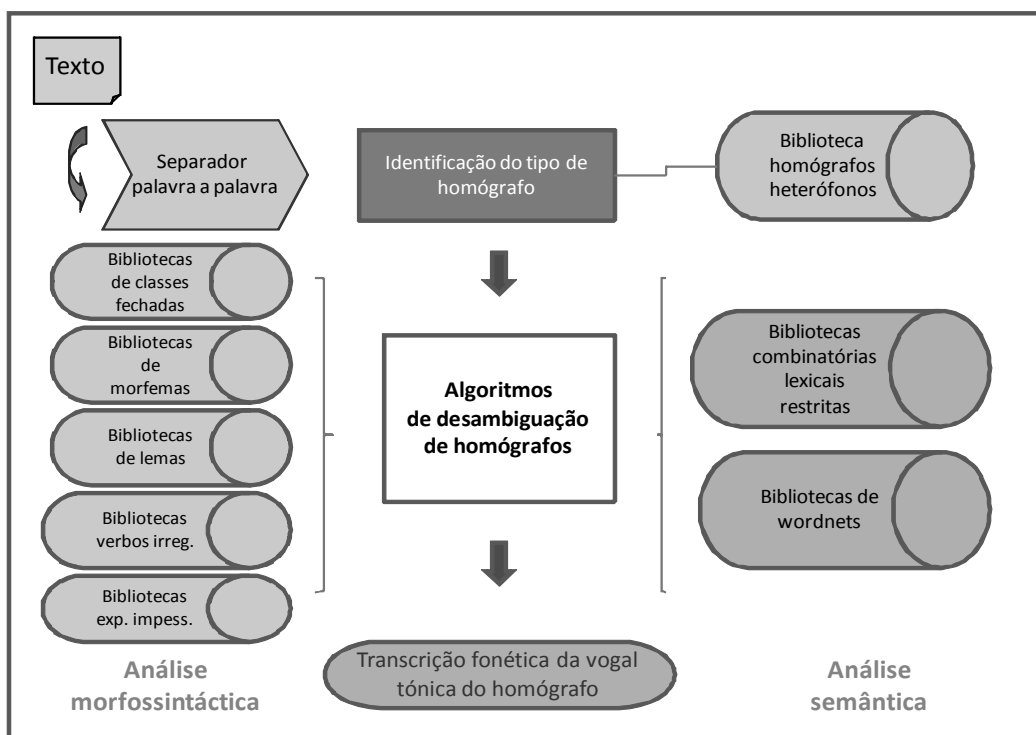 Texto
Separador
palavra a palavra
Identificação do tipo de
homógrafo
Biblioteca
homógrafos
heterófonos
Bibliotecas
de classes
fechadas
Bibliotecas
de
morfemas
Bibliotecas
de lemas
Bibliotecas
verbos irreg.
Bibliotecas
exp. impess.
Análise
morfossintáctica
Algoritmos
de desambiguação
de homógrafos
Transcrição fonética da vogal
tónica do homógrafo
Bibliotecas
combinatórias
lexicais
restritas
Bibliotecas de
wordnets
Análise
semântica